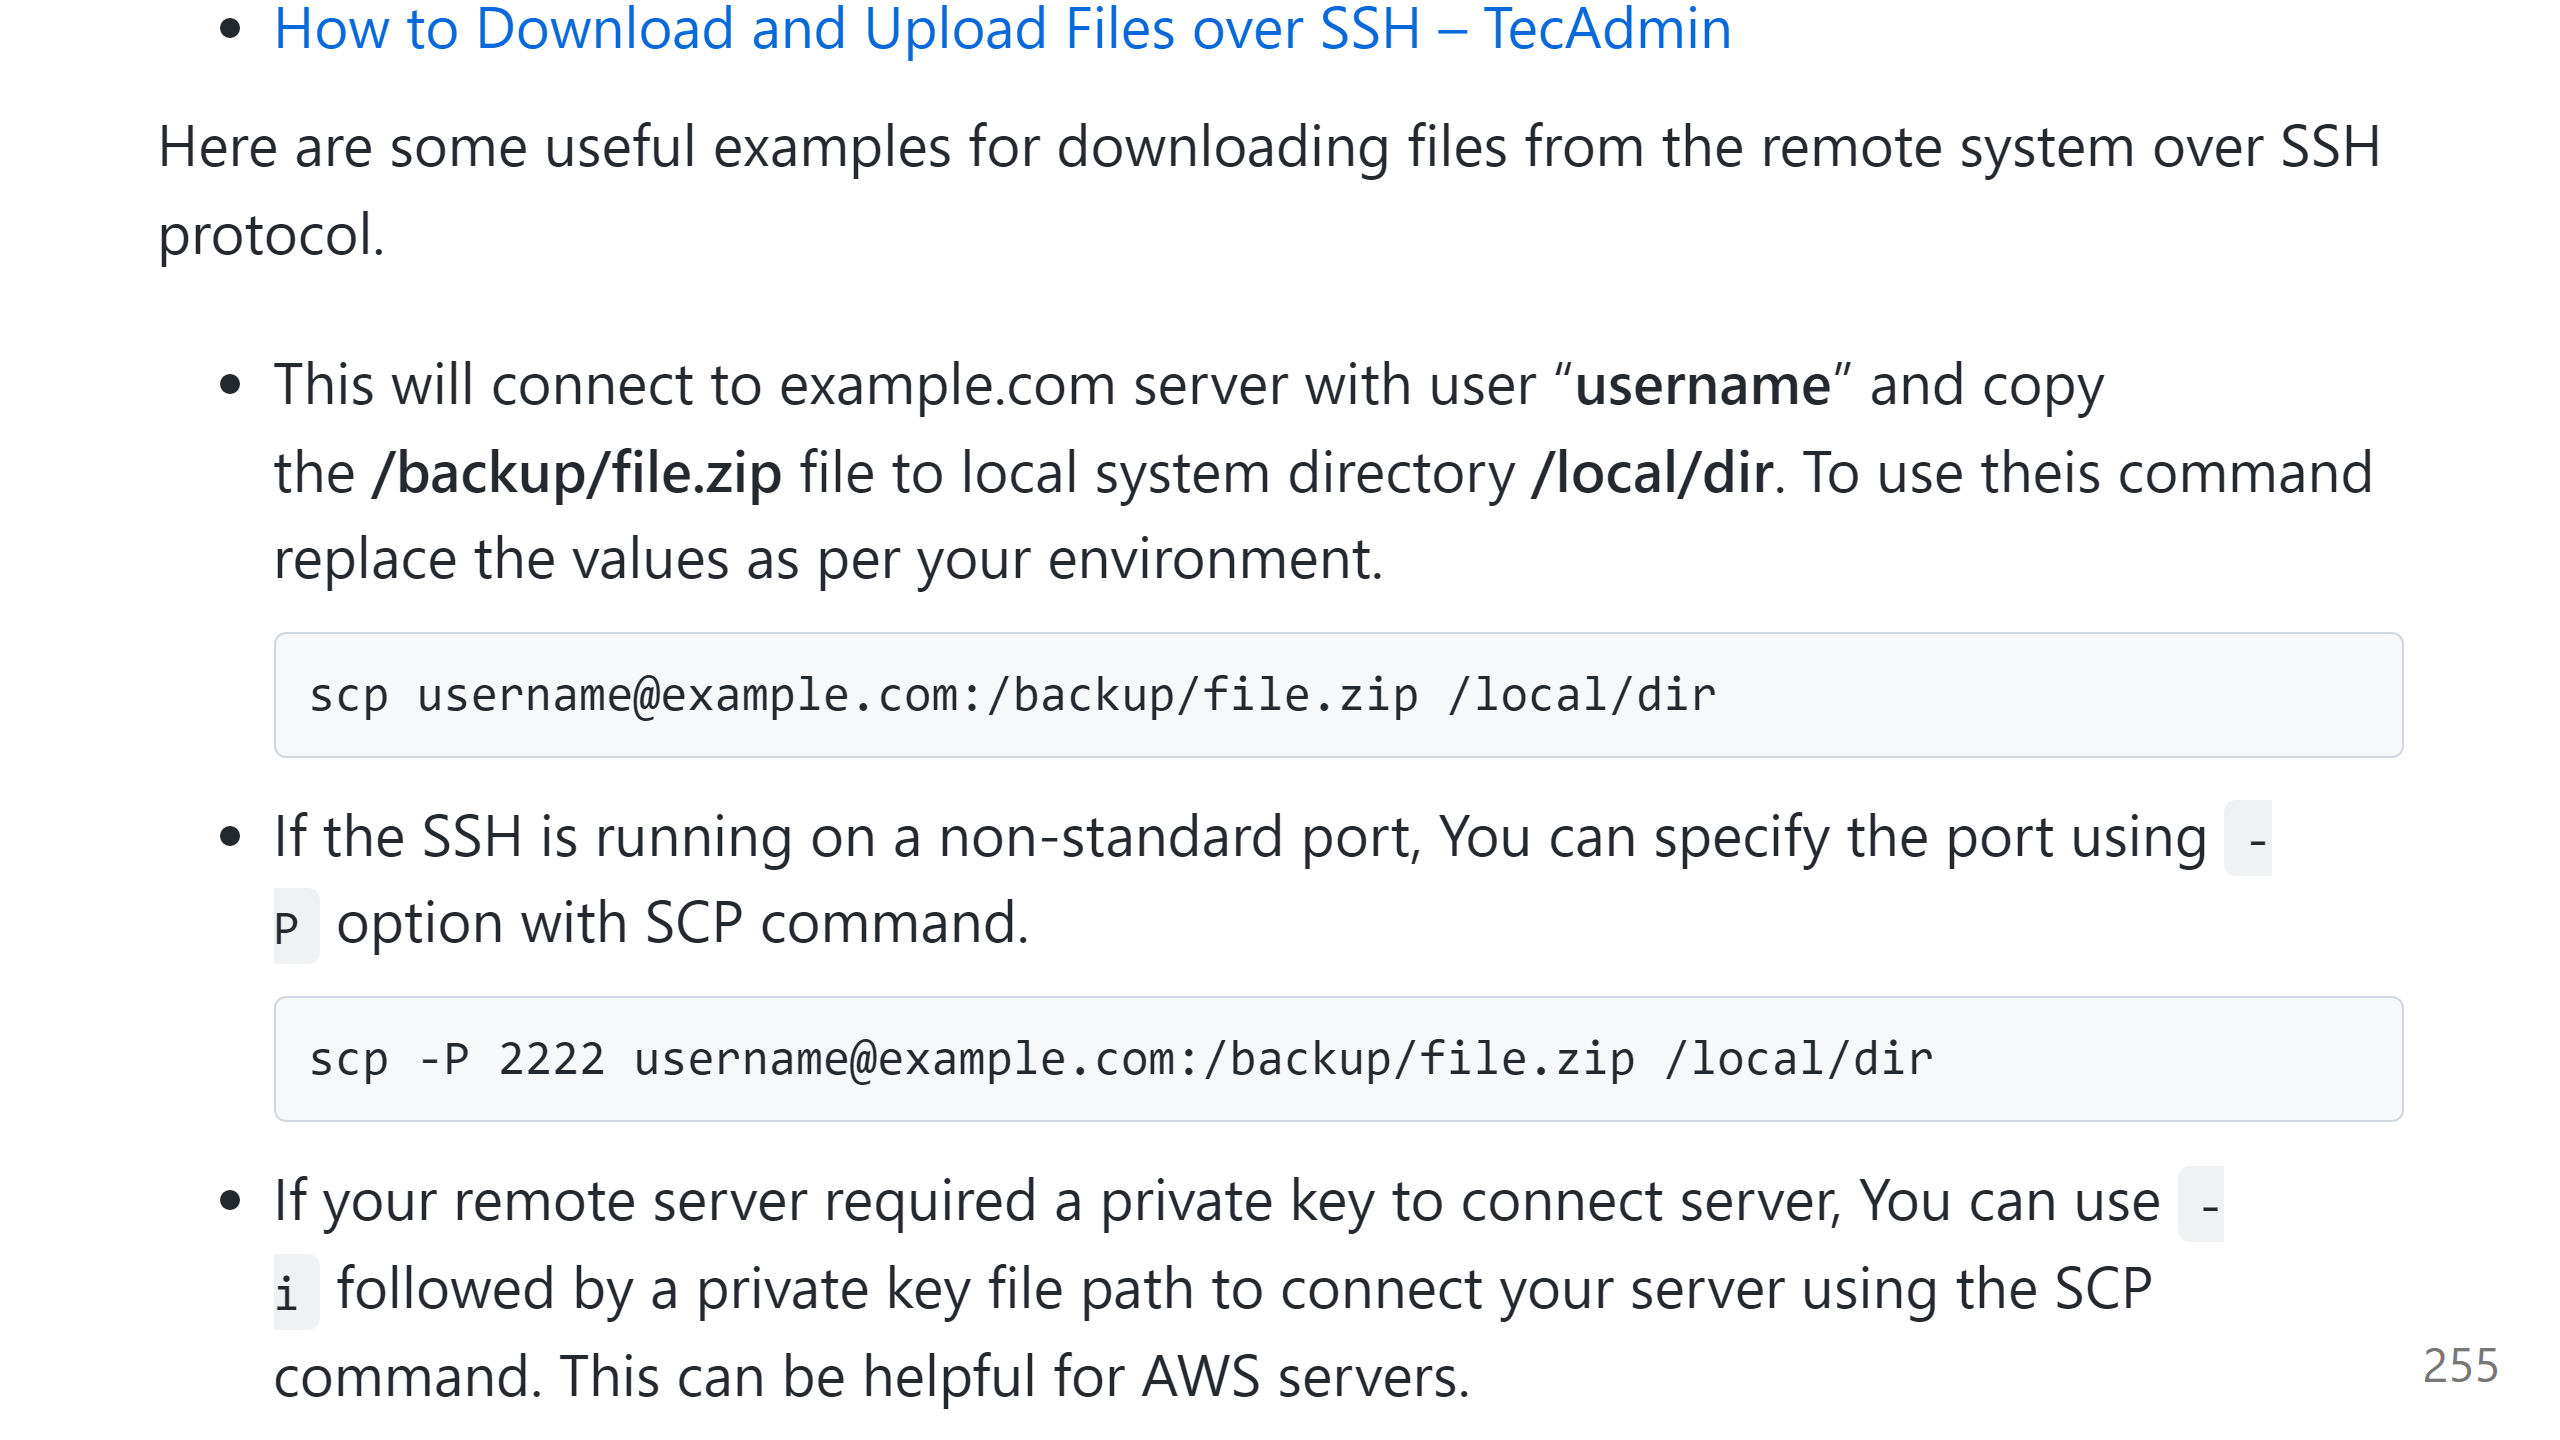 • How to Download and Upload Files over SSH – TecAdmin
Here are some useful examples for downloading files from the remote system over SSH
protocol.
• This will connect to example.com server with user “username” and copy
the /backup/file.zip file to local system directory /local/dir. To use theis command
replace the values as per your environment.
scp username@example.com:/backup/file.zip /local/dir
• If the SSH is running on a non-standard port, You can specify the port using -
P option with SCP command.
scp -P 2222 username@example.com:/backup/file.zip /local/dir
• If your remote server required a private key to connect server, You can use -
i followed by a private key file path to connect your server using the SCP
command. This can be helpful for AWS servers.
255